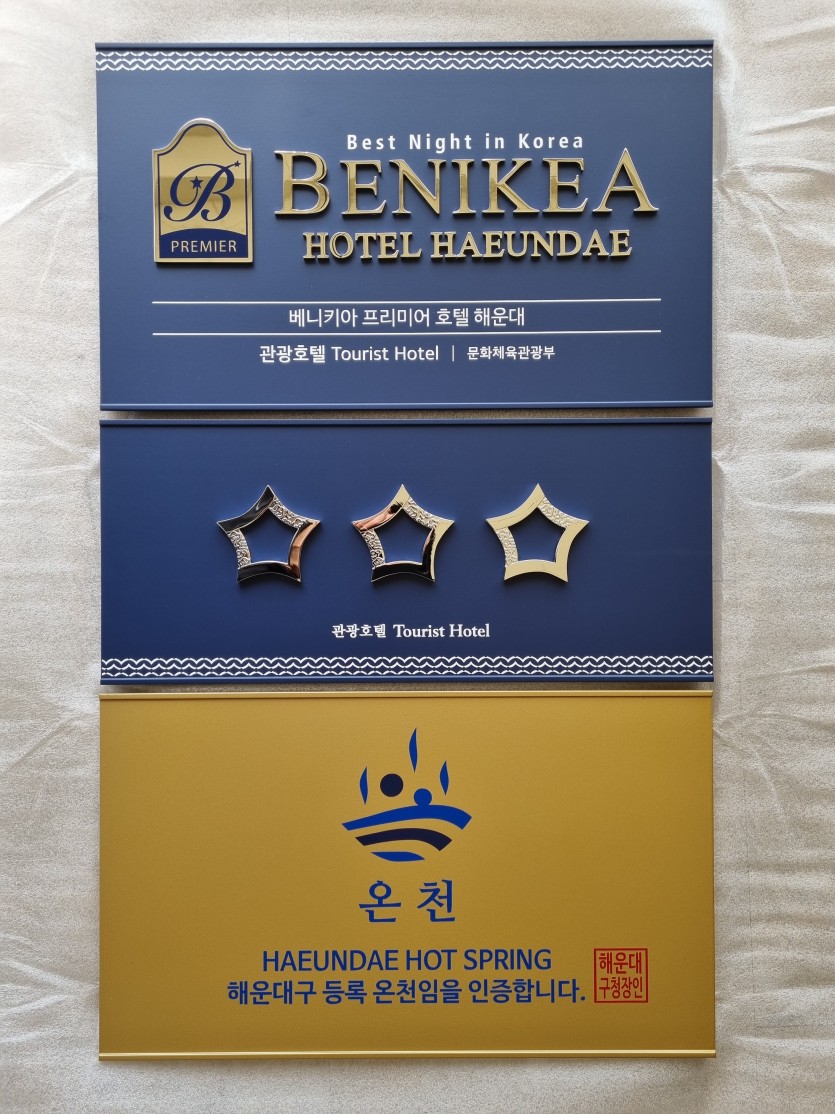 Best Night in Korea
B
PREMIER
BENIKEA
HOTEL HAEUNDAE
베니키아 프리미어 호텔 해운대
관광호텔 Tourist Hotel | 문화체육관광부
관광호텔 Tourist Hotel
온천
HAEUNDAE HOT SPRING
해운대구 등록 온천임을 인증합니다.
해운대
구청장인